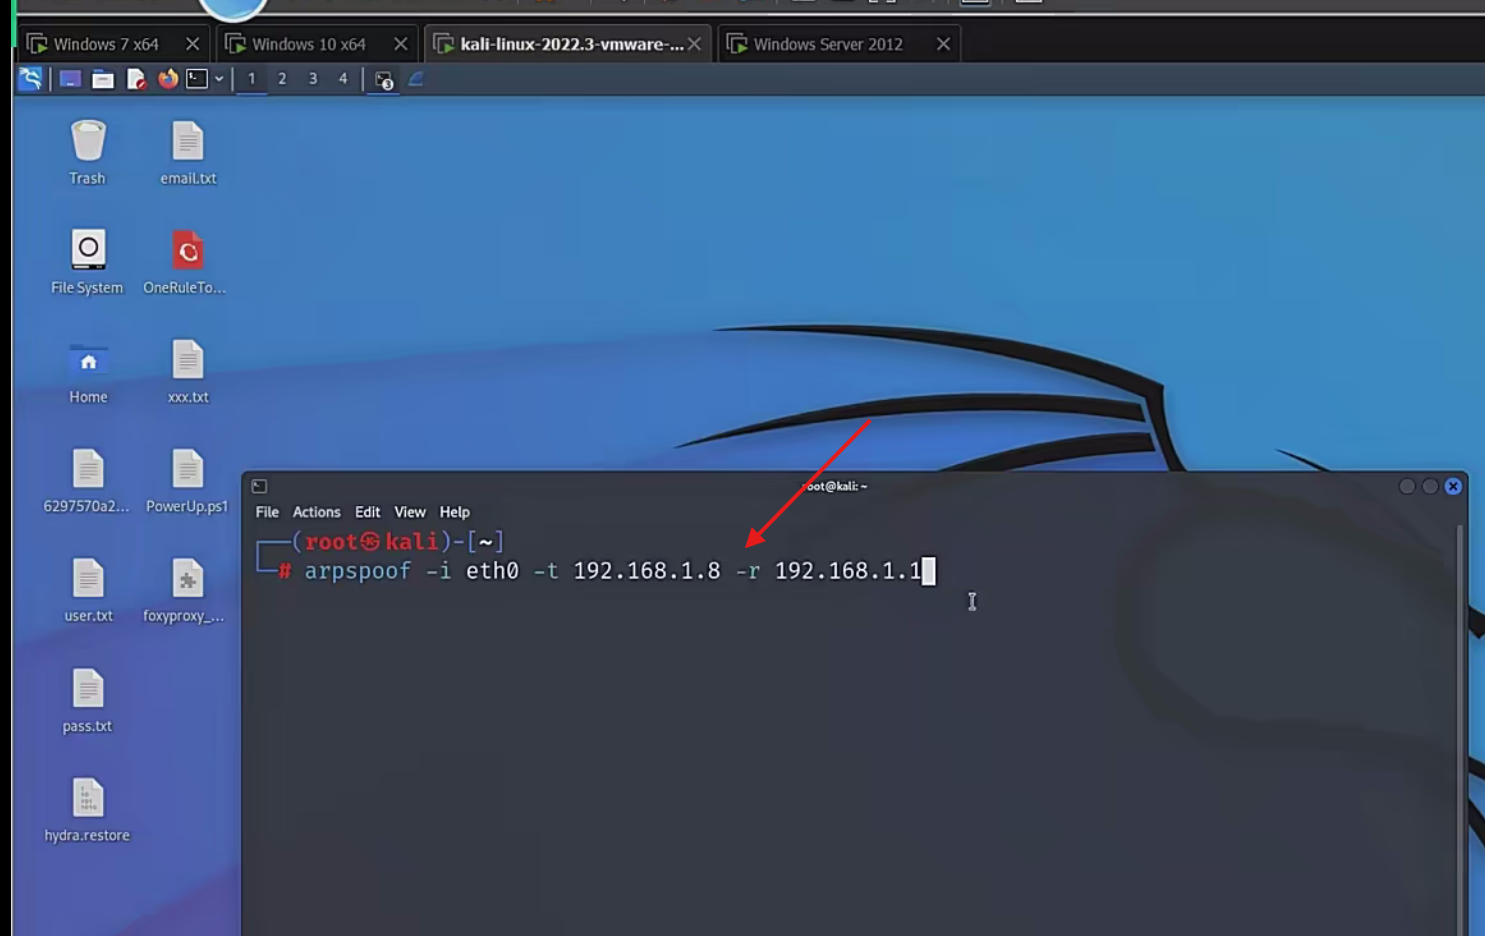 Windows 7 x64
Windows 10 x64
kali-linux-2022.3-vmware-...
Windows Server 2012
1 2 3 4
3
Trash
email.txt
File System
OneRuleTo...
Home
xxx.txt
6297570a2...
PowerUp.ps1
user.txt
foxyproxy_...
pass.txt
hydra.restore
root@kali: ~
File Actions Edit View Help
(root㉿kali)-[~]
# arpspoof -i eth0 -t 192.168.1.8 -r 192.168.1.1